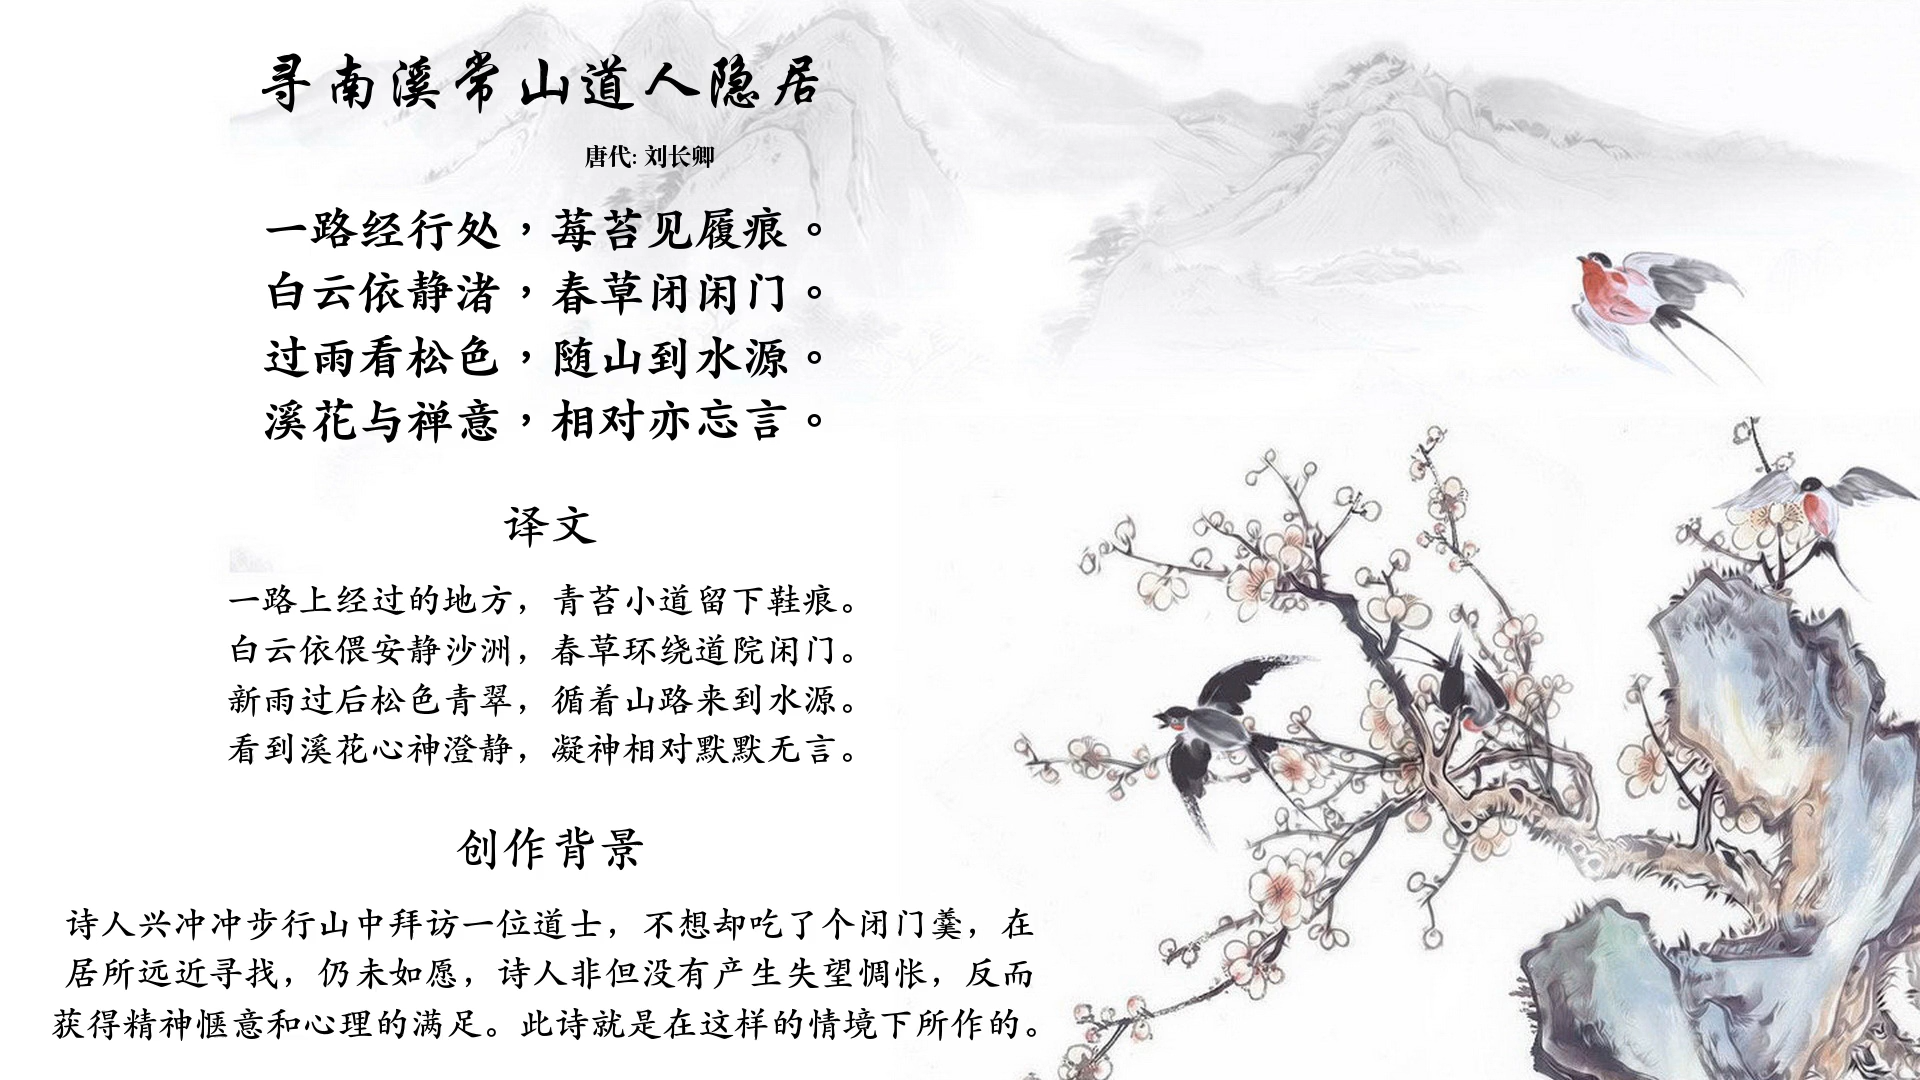 寻南溪常山道人隐居
唐代: 刘长卿
一路经行处，莓苔见履痕。
白云依静渚，春草闭闲门。
过雨看松色，随山到水源。
溪花与禅意，相对亦忘言。
译文
一路上经过的地方，青苔小道留下鞋痕。
白云依偎安静沙洲，春草环绕道院闲门。
新雨过后松色青翠，循着山路来到水源。
看到溪花心神澄静，凝神相对默默无言。
创作背景
诗人兴冲冲步行山中拜访一位道士，不想却吃了个闭门羹，在
居所远近寻找，仍未如愿，诗人非但没有产生失望惆怅，反而
获得精神惬意和心理的满足。此诗就是在这样的情境下所作的。